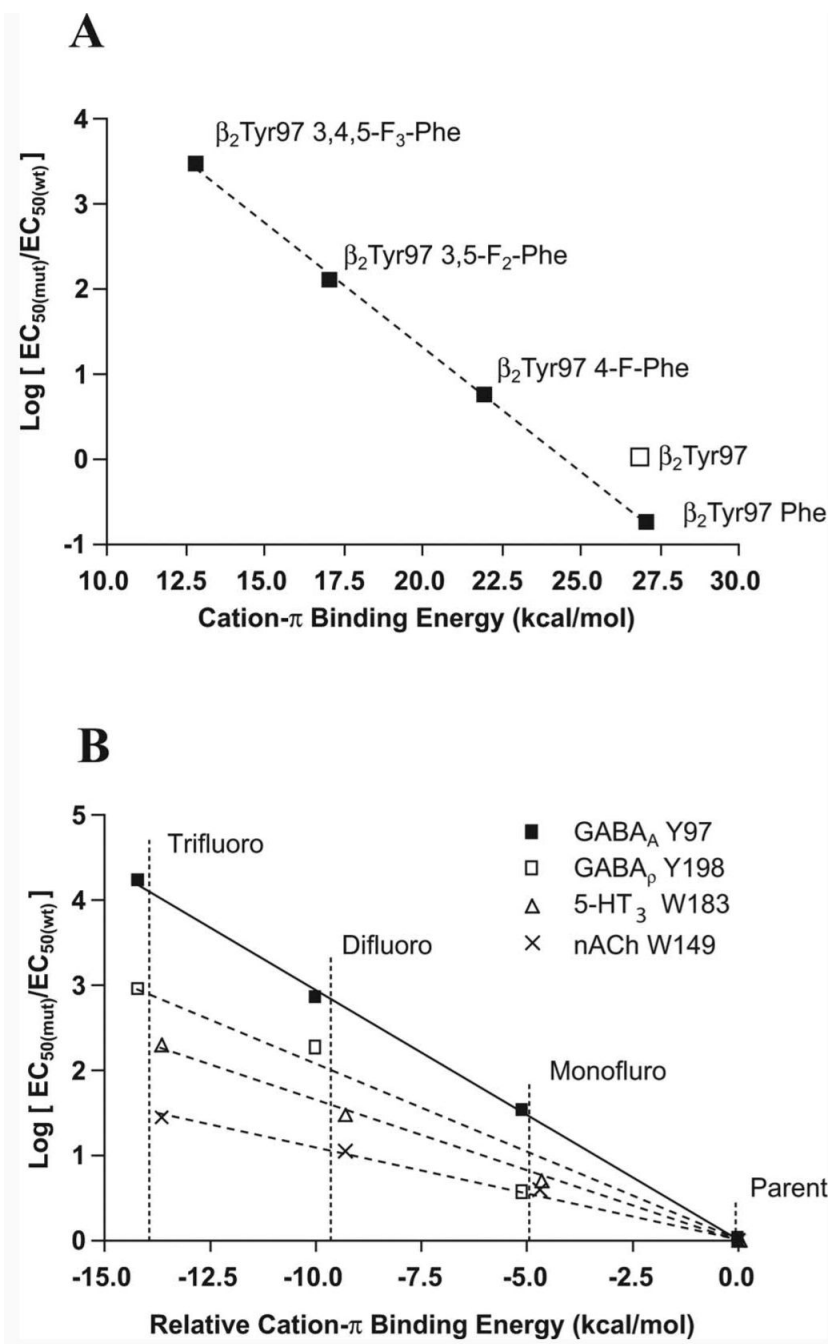 A
4
3
2
1
0
-1
Log [ EC50(mut)/EC50(wt) ]
β2Tyr97 3,4,5-F3-Phe
β2Tyr97 3,5-F2-Phe
β2Tyr97 4-F-Phe
β2Tyr97
β2Tyr97 Phe
10.0 12.5 15.0 17.5 20.0 22.5 25.0 27.5 30.0
Cation-π Binding Energy (kcal/mol)
B
5
4
3
2
1
0
Log [ EC50(mut)/EC50(wt) ]
Trifluoro
Difluoro
Monofluro
Parent
GABAA Y97
GABAρ Y198
5-HT3 W183
nACh W149
-15.0 -12.5 -10.0 -7.5 -5.0 -2.5 0.0
Relative Cation-π Binding Energy (kcal/mol)